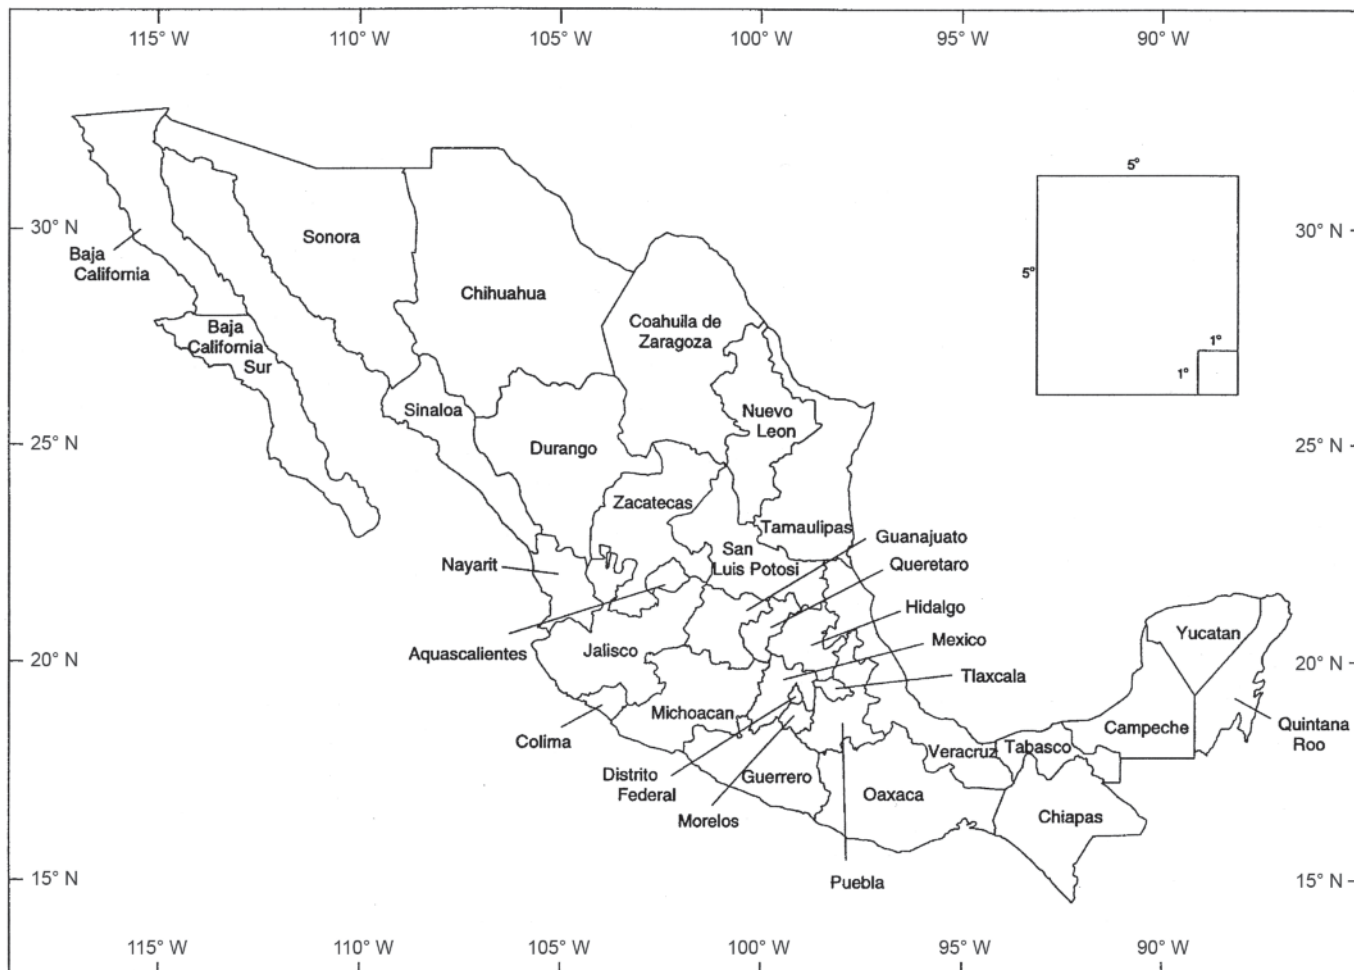 115° W 110° W 105° W 100° W 95° W 90° W
5°
30° N
30° N
Sonora
Baja
California
5°
Chihuahua
Coahuila de
Zaragoza
Baja
California
Sur
1°
1°
Sinaloa
Nuevo
Leon
25° N
25° N
Durango
Zacatecas
Tamaulipas
Guanajuato
San
Luis Potosi
Nayarit
Queretaro
Hidalgo
Yucatan
Mexico
Aquascalientes
Jalisco
20° N
20° N
Tlaxcala
Michoacan
Campeche
Quintana
Roo
Colima
Veracruz
Tabasco
Distrito
Federal
Guerrero
Oaxaca
Morelos
Chiapas
Puebla
15° N
15° N
115° W 110° W 105° W 100° W 95° W 90° W